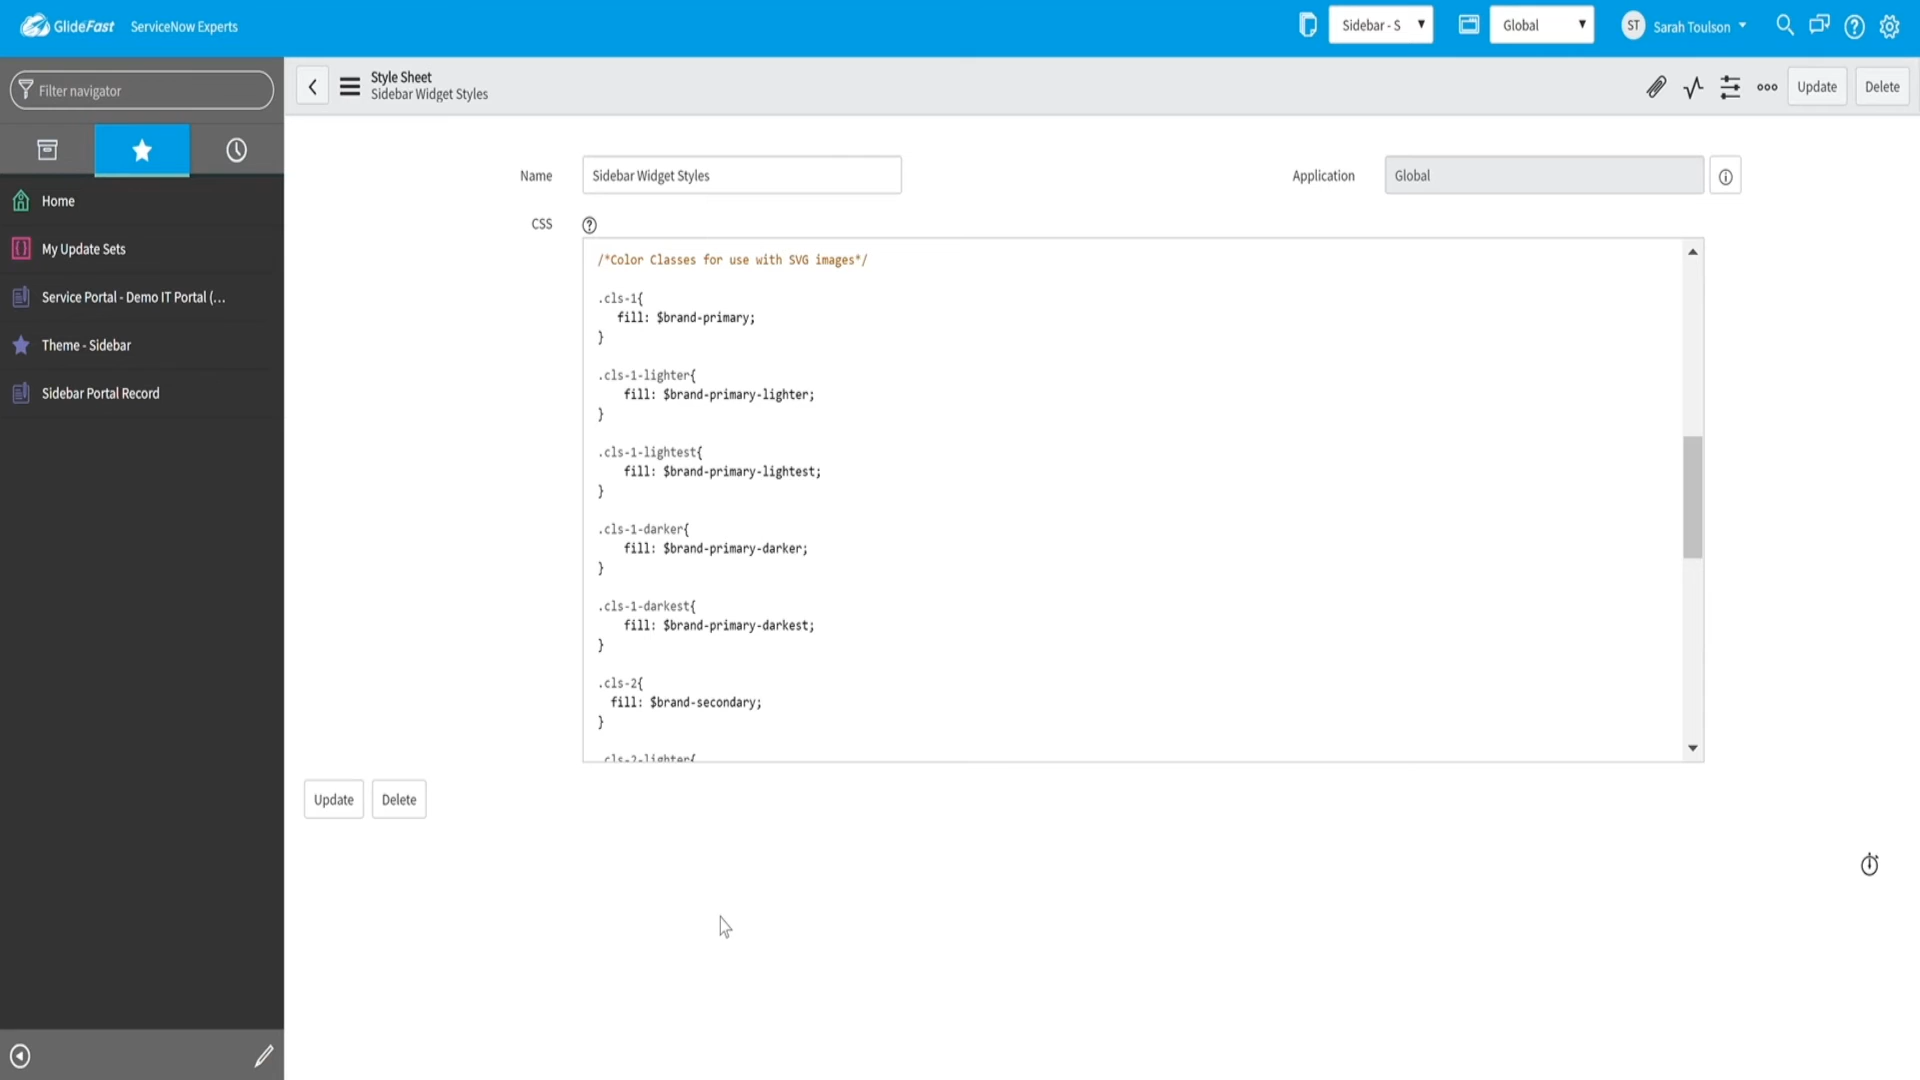 GlideFast ServiceNow Experts
Sidebar - S
Global
ST Sarah Toulson
Filter navigator
Style Sheet
Sidebar Widget Styles
Update
Delete
Home
My Update Sets
Service Portal - Demo IT Portal (...
Theme - Sidebar
Sidebar Portal Record
Name
Sidebar Widget Styles
Application
Global
CSS
/*Color Classes for use with SVG images*/
.cls-1{
fill: $brand-primary;
}
.cls-1-lighter{
fill: $brand-primary-lighter;
}
.cls-1-lightest{
fill: $brand-primary-lightest;
}
.cls-1-darker{
fill: $brand-primary-darker;
}
.cls-1-darkest{
fill: $brand-primary-darkest;
}
.cls-2{
fill: $brand-secondary;
}
.cls-2-lighter{
Update
Delete